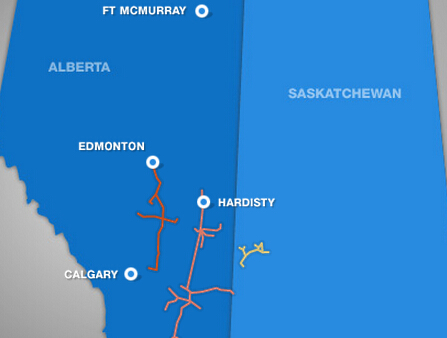 FT MCMURRAY
ALBERTA
SASKATCHEWAN
EDMONTON
HARDISTY
CALGARY